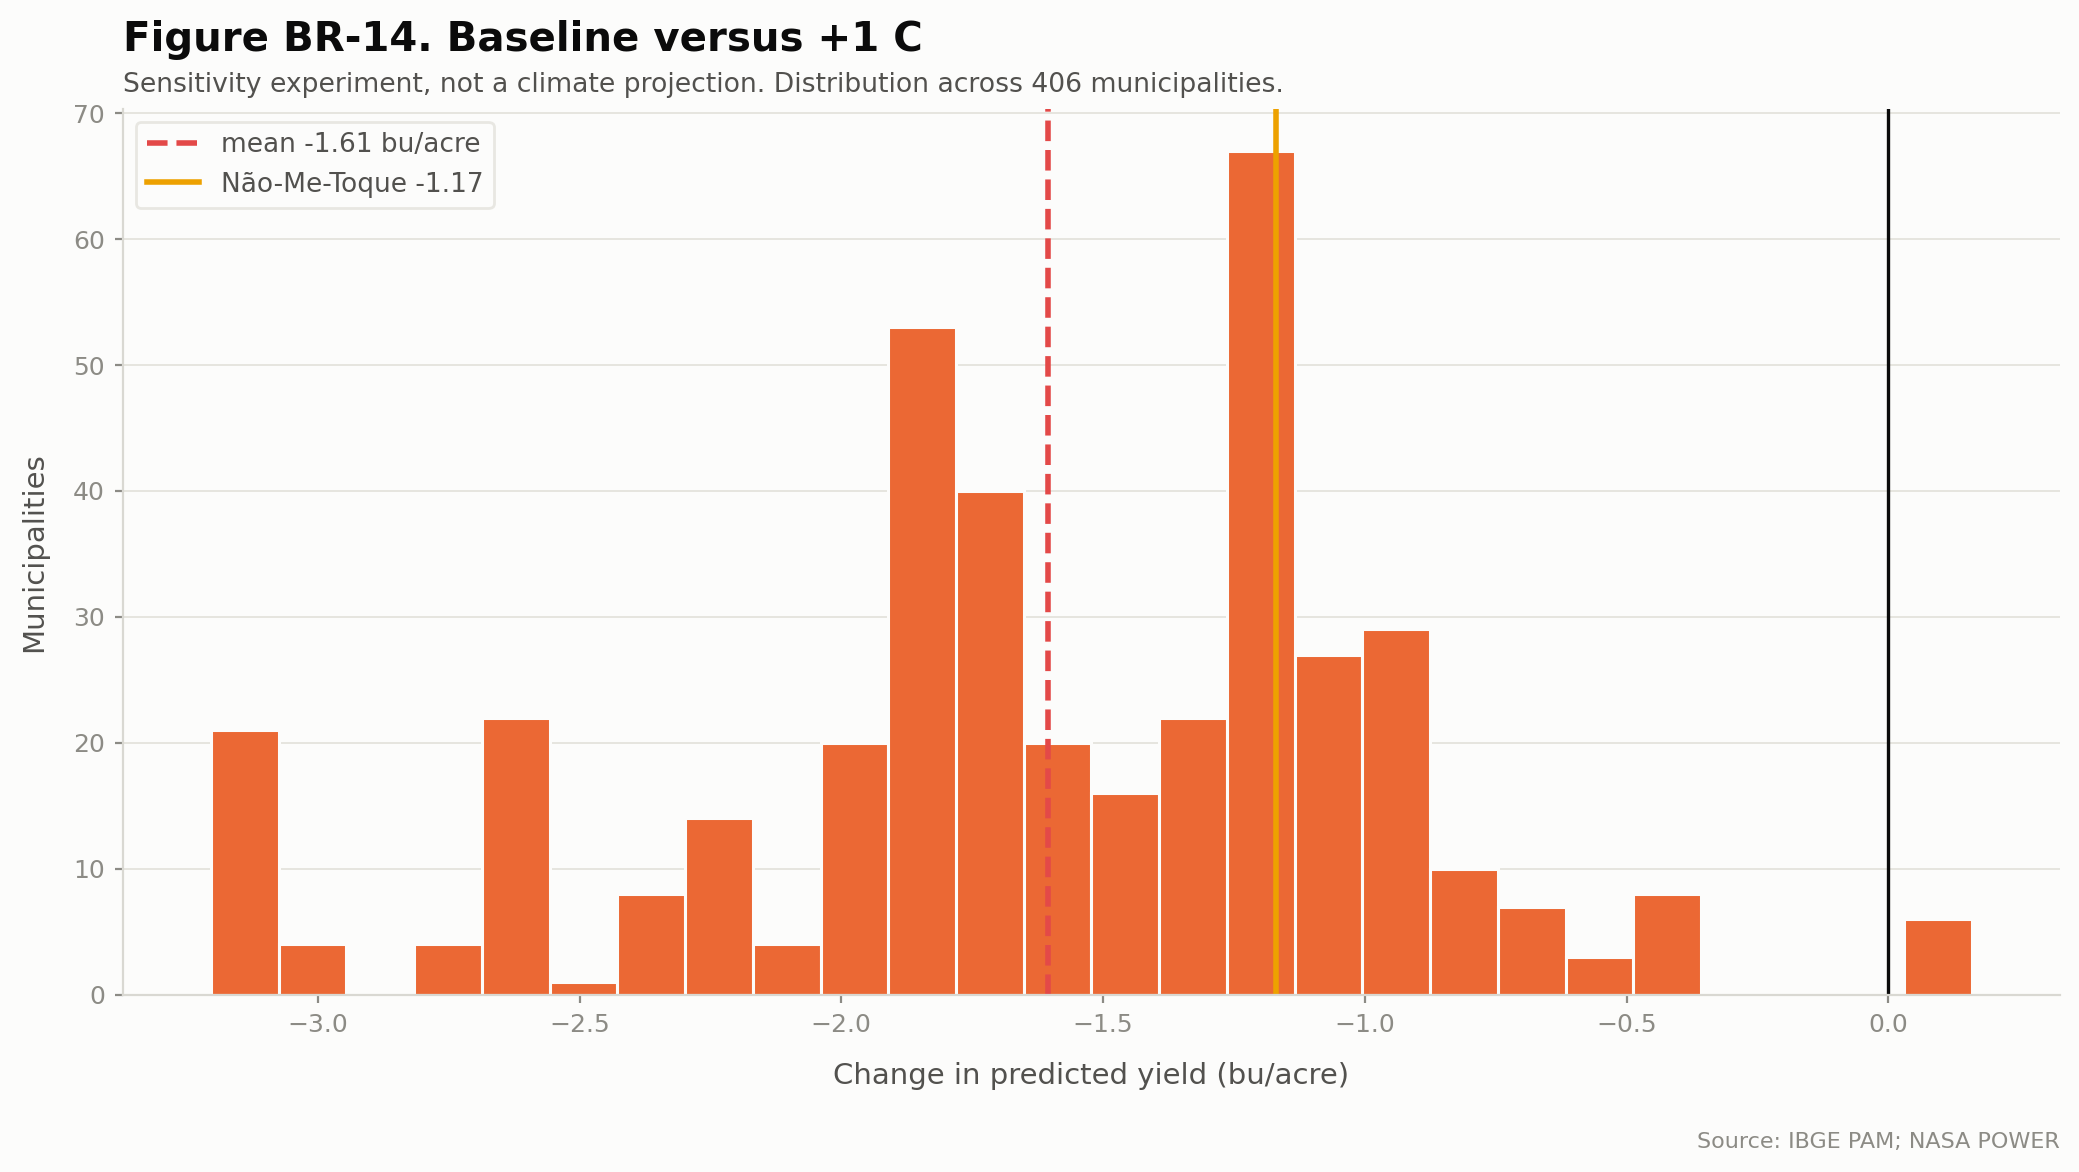 Figure BR-14. Baseline versus +1 C
Sensitivity experiment, not a climate projection. Distribution across 406 municipalities.
mean -1.61 bu/acre
Não-Me-Toque -1.17
70
60
50
40
30
20
10
0
Municipalities
−3.0 −2.5 −2.0 −1.5 −1.0 −0.5 0.0
Change in predicted yield (bu/acre)
Source: IBGE PAM; NASA POWER